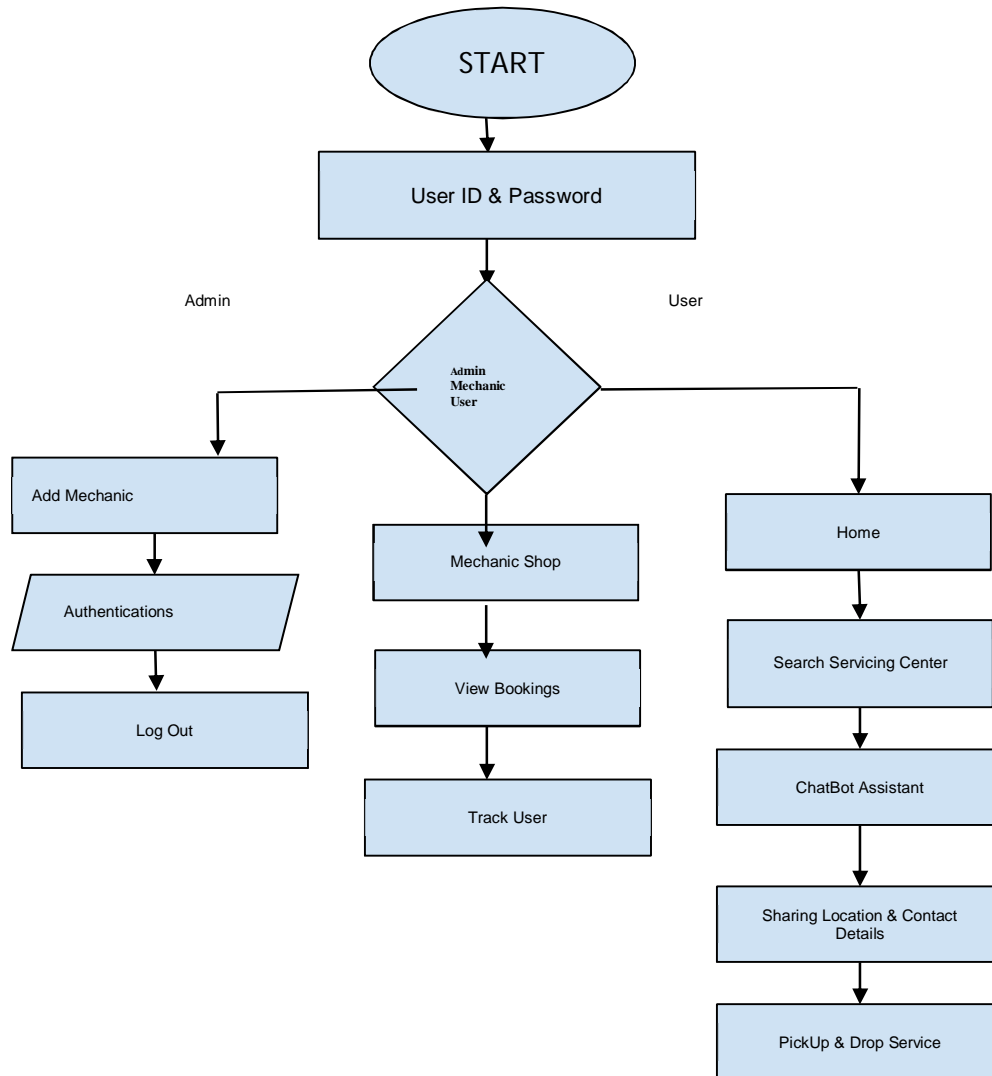 START
User ID & Password
Admin
User
Admin
Mechanic
User
Add Mechanic
Mechanic Shop
Home
Authentications
Search Servicing Center
View Bookings
Log Out
ChatBot Assistant
Track User
Sharing Location & Contact
Details
PickUp & Drop Service